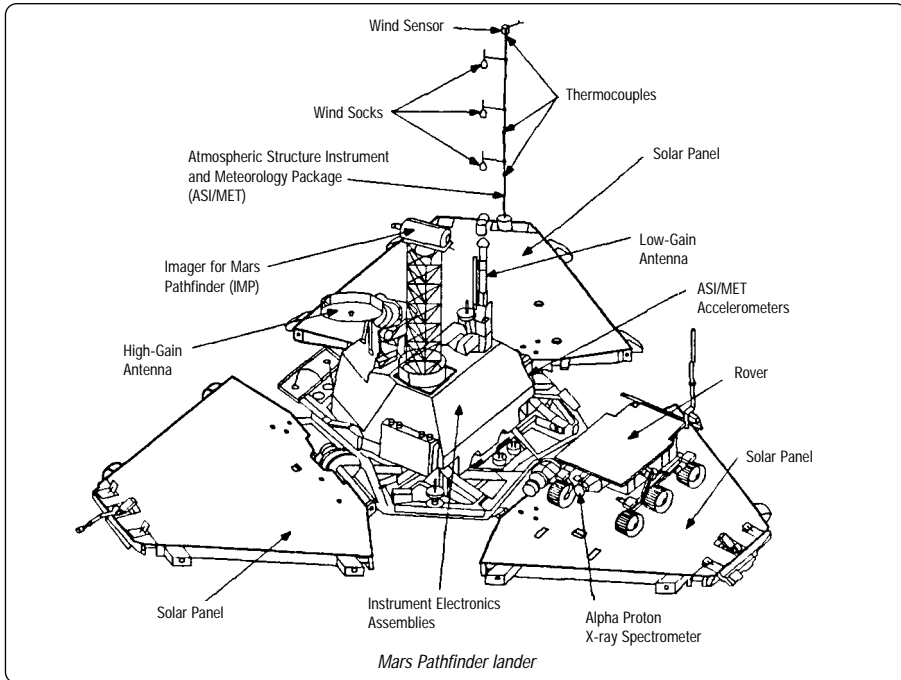 Wind Sensor
Thermocouples
Wind Socks
Atmospheric Structure Instrument
and Meteorology Package
(ASI/MET)
Solar Panel
Low-Gain
Antenna
Imager for Mars
Pathfinder (IMP)
ASI/MET
Accelerometers
High-Gain
Antenna
Rover
Solar Panel
Solar Panel
Instrument Electronics
Assemblies
Alpha Proton
X-ray Spectrometer
Mars Pathfinder lander